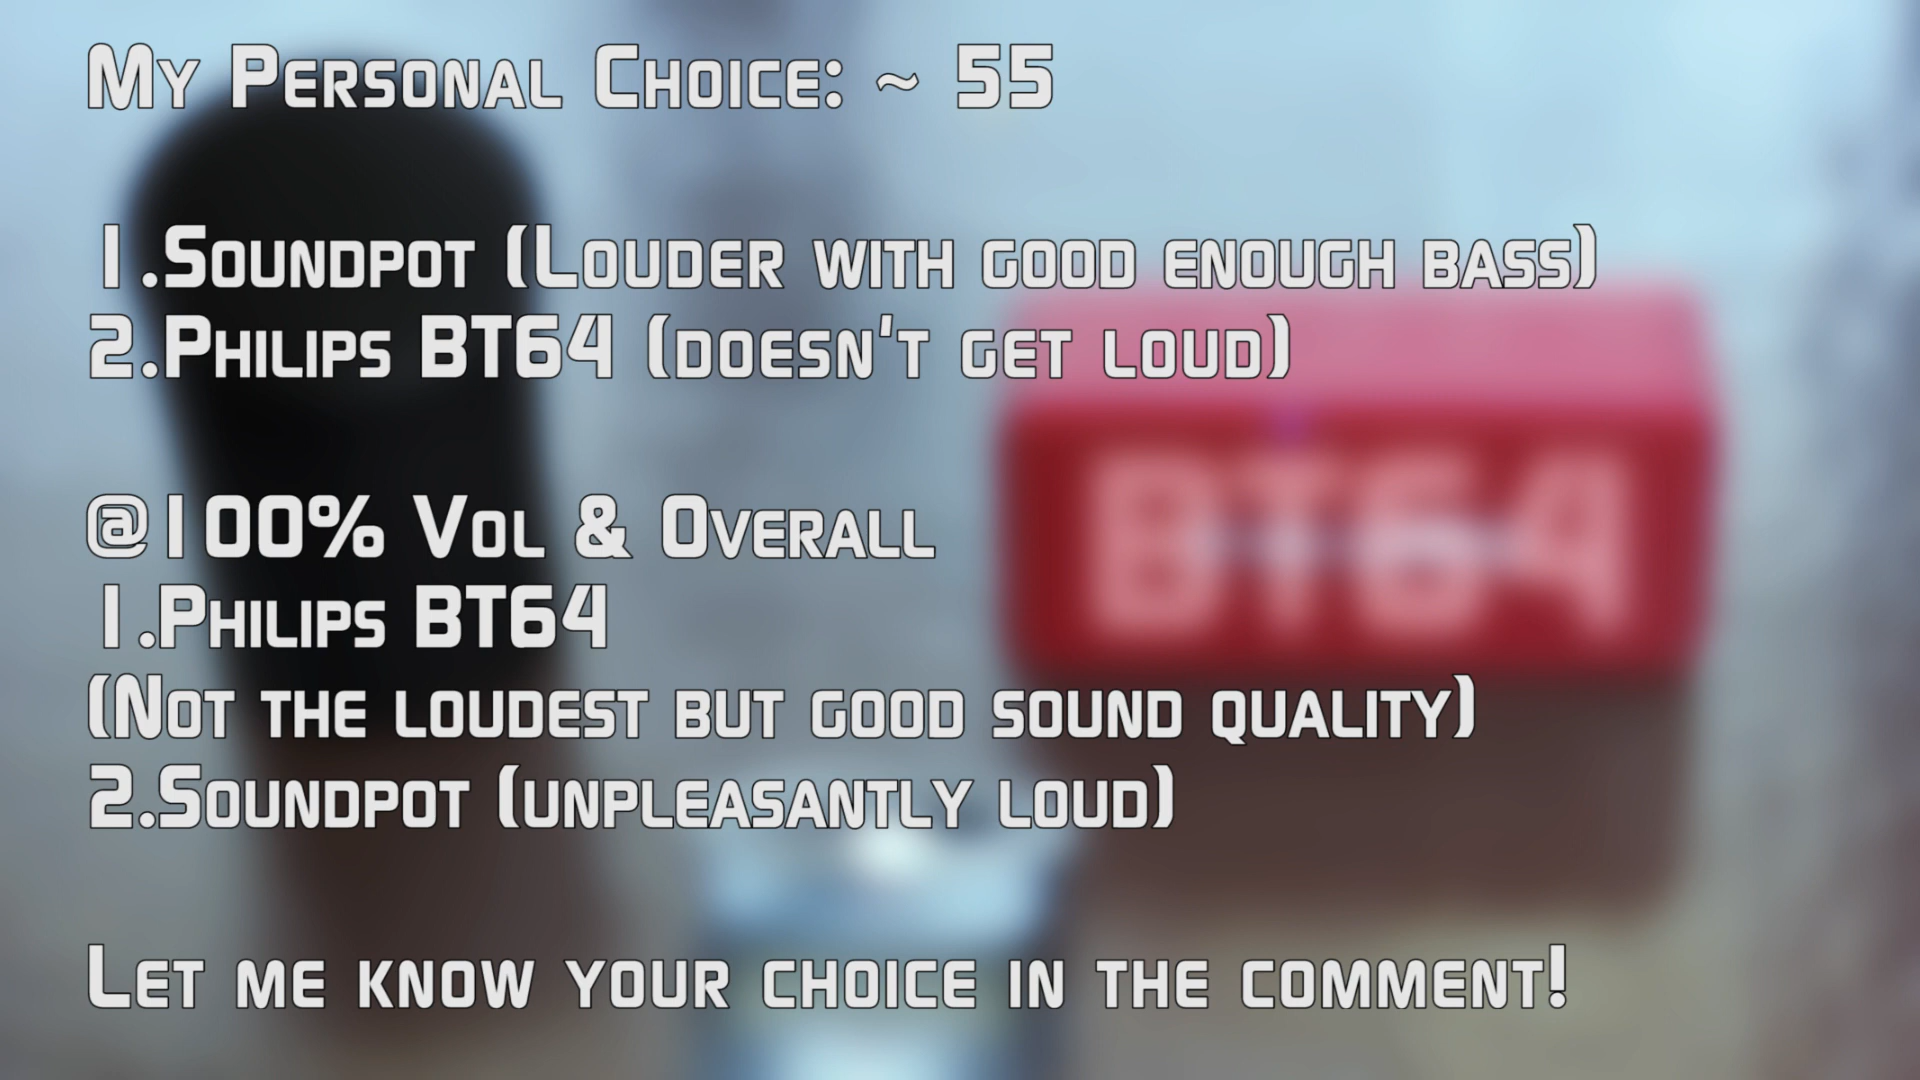 My Personal Choice: ~ 55
1.Soundpot (Louder with good enough bass)
2.Philips BT64 (doesn't get loud)
@100% Vol & Overall
1.Philips BT64
(Not the loudest but good sound quality)
2.Soundpot (unpleasantly loud)
Let me know your choice in the comment!
BT64